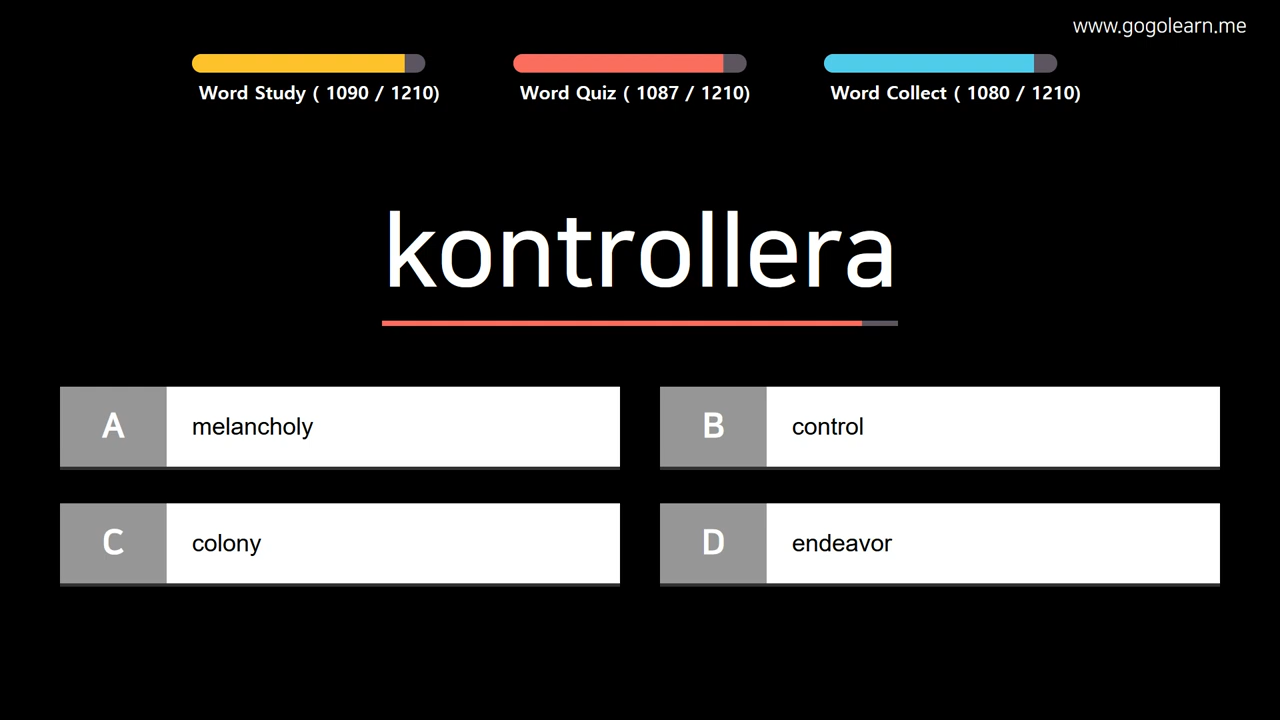 www.gogolearn.me
Word Study ( 1090 / 1210)
Word Quiz ( 1087 / 1210)
Word Collect ( 1080 / 1210)
kontrollera
A melancholy
B control
C colony
D endeavor